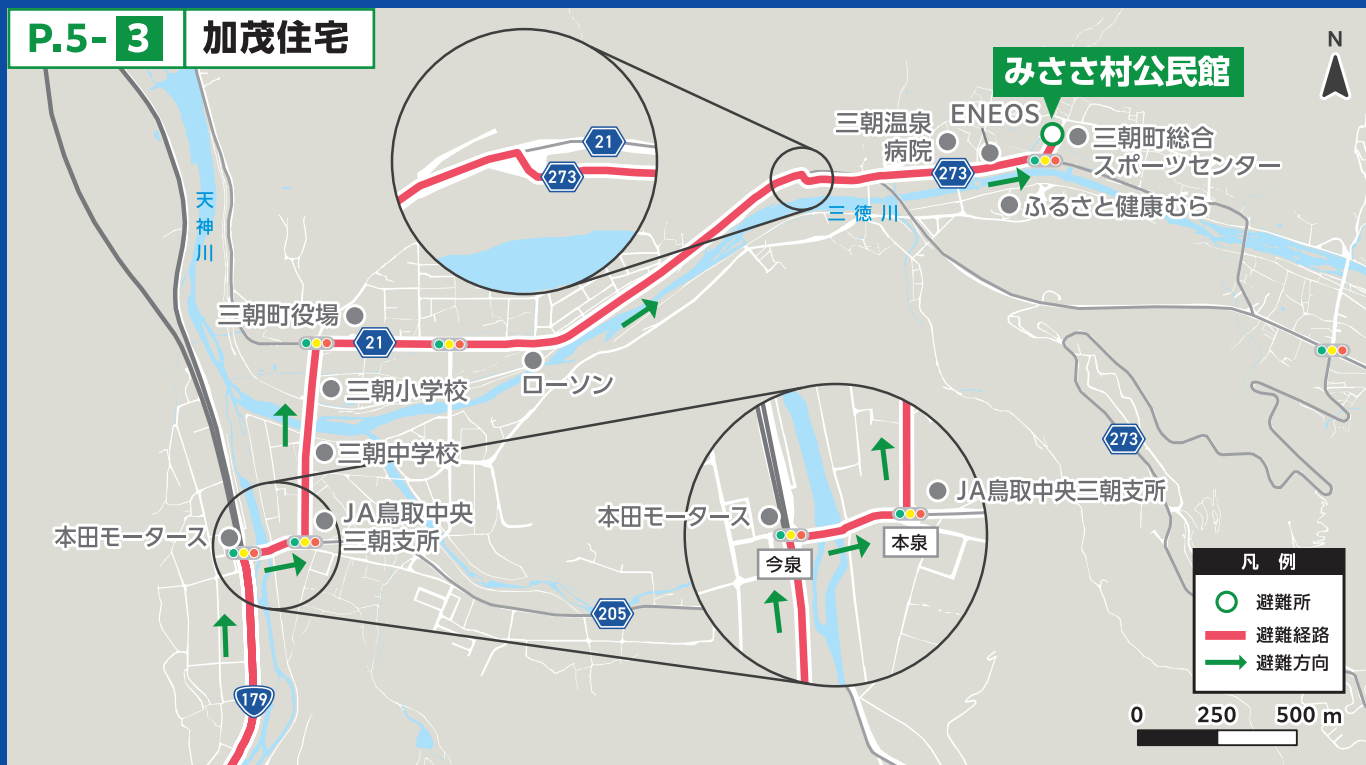 P.5-3 加茂住宅
N
みささ村公民館
21
273
三朝温泉
病院
ENEOS
三朝町総合
スポーツセンター
273
ふるさと健康むら
三徳川
天神川
三朝町役場
21
三朝小学校
ローソン
三朝中学校
273
JA鳥取中央
三朝支所
本田モータース
本田モータース
JA鳥取中央三朝支所
今泉
本泉
205
179
凡例
避難所
避難経路
避難方向
0 250 500 m